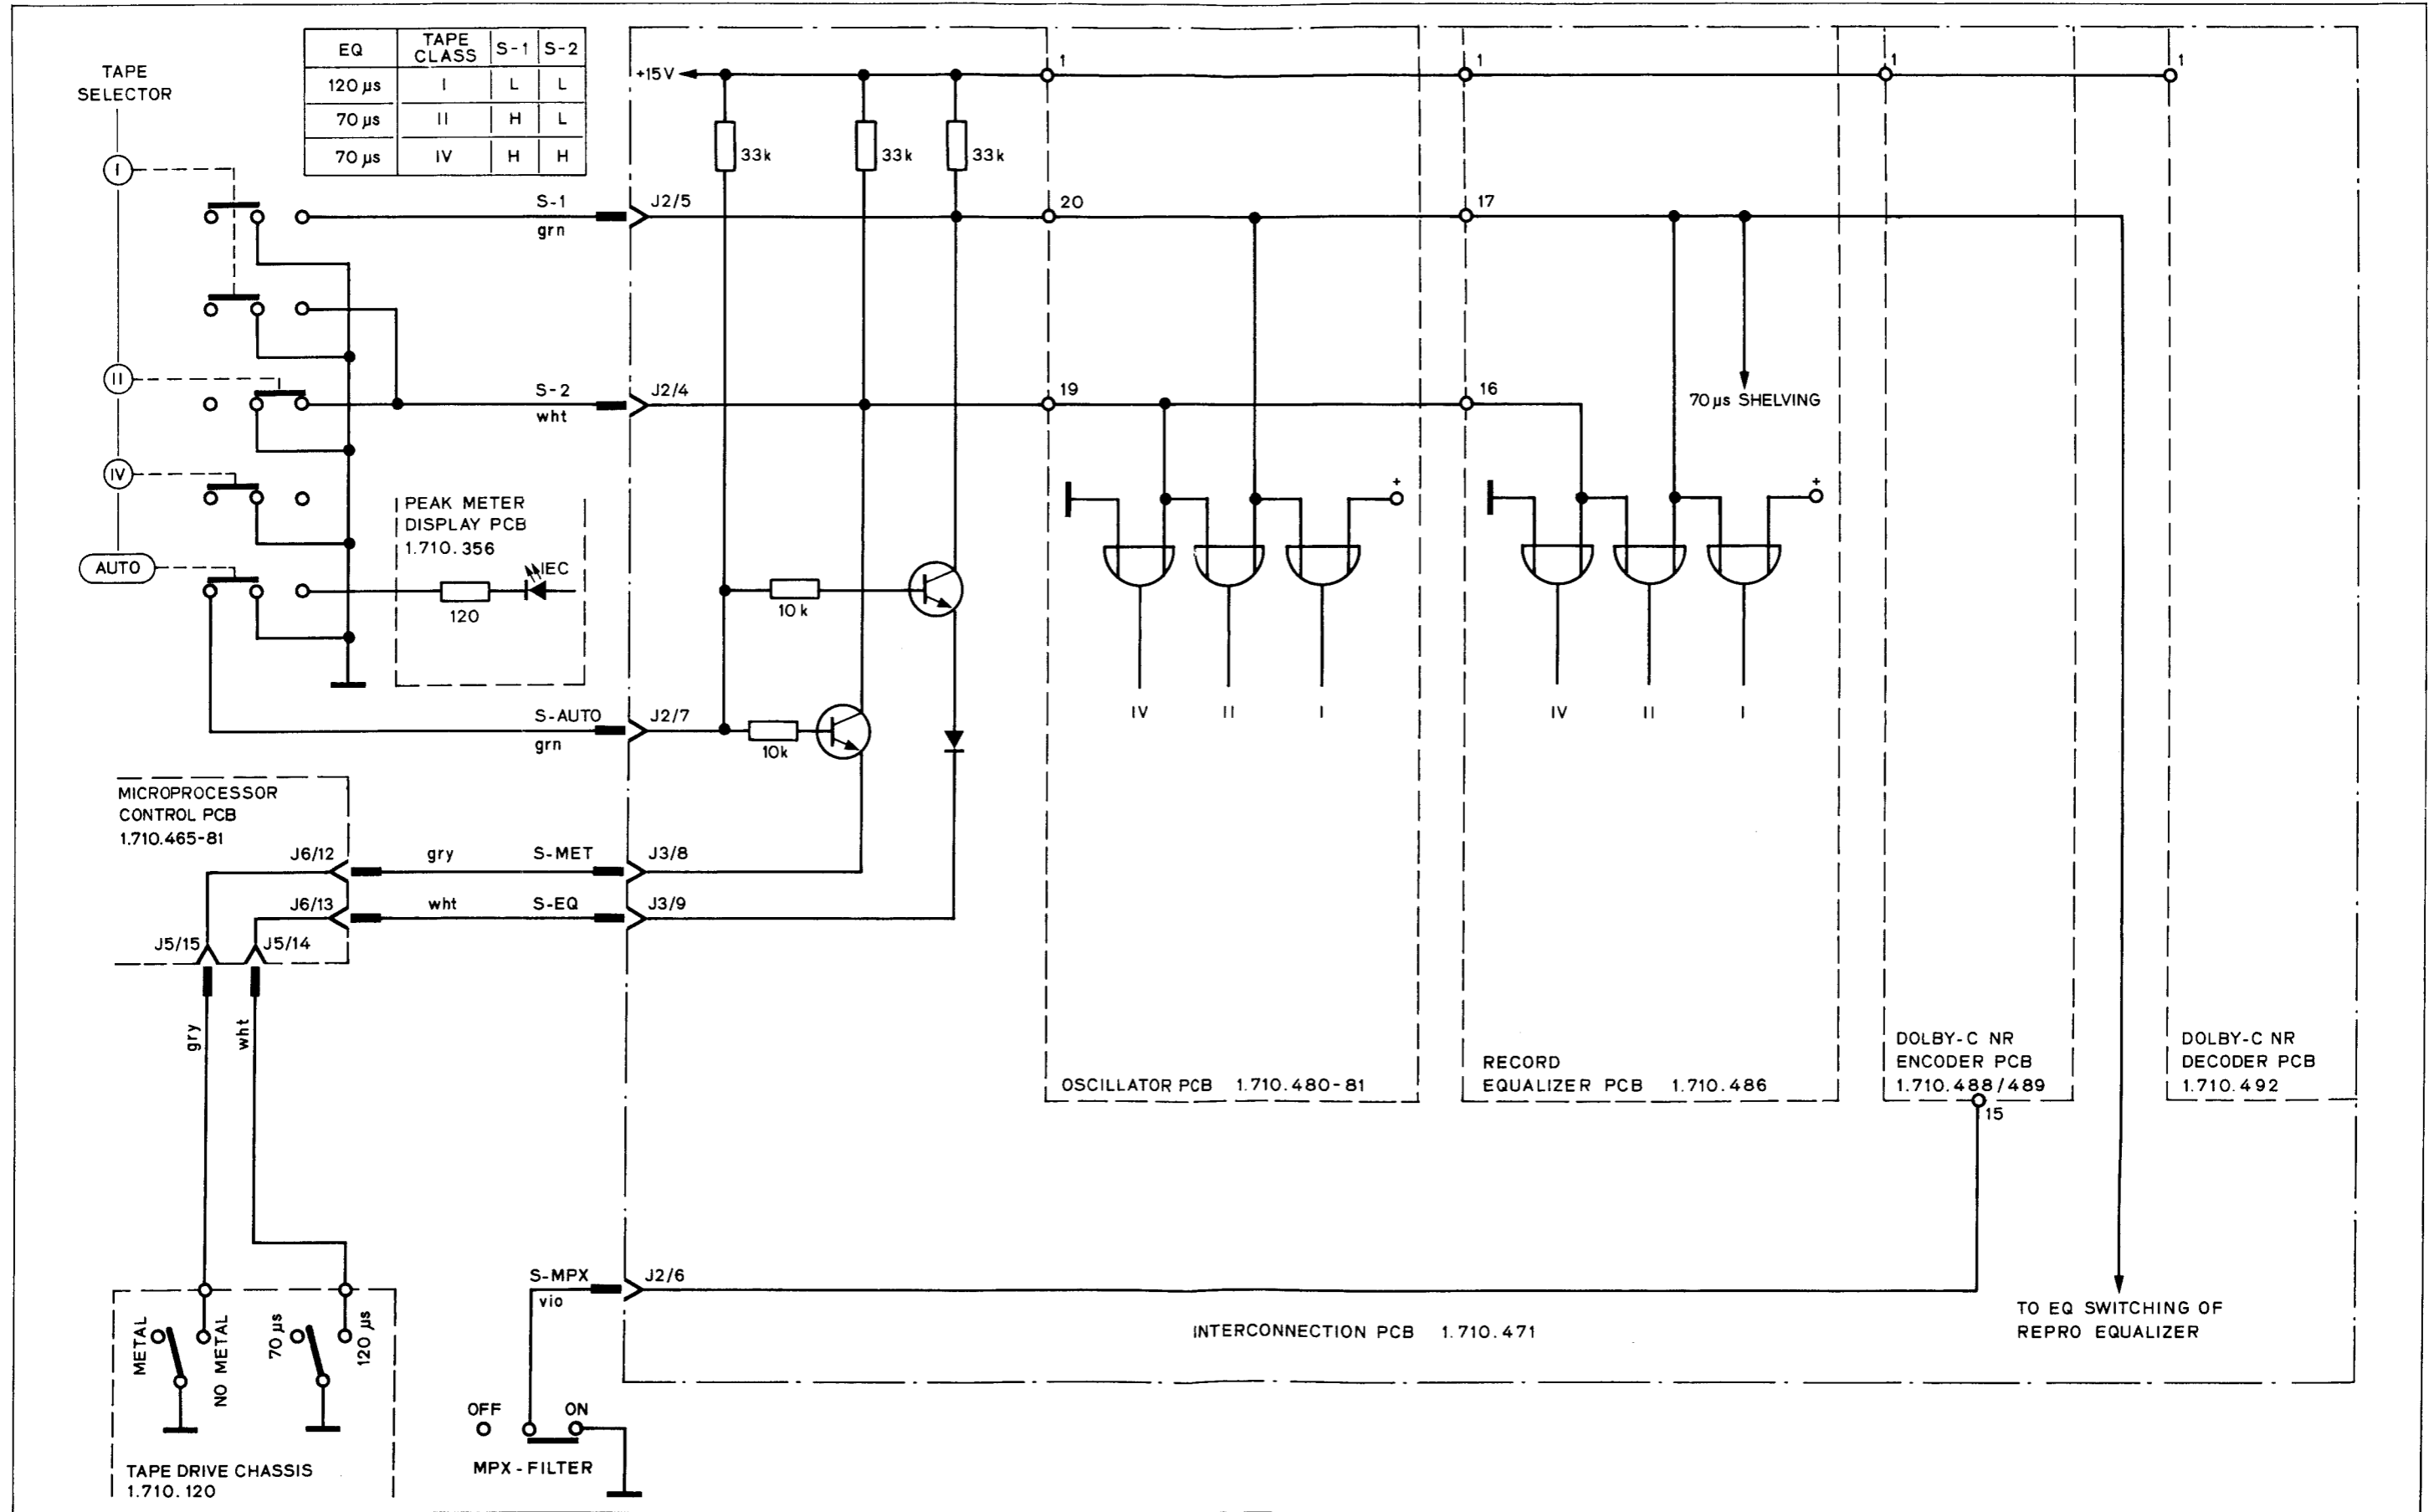 TAPE
SELECTOR
EQ TAPE CLASS S-1 S-2
120 µs I L L
70 µs II H L
70 µs IV H H
I
II
IV
AUTO
S-1
grn
J2/5
S-2
wht
J2/4
PEAK METER
DISPLAY PCB
1.710.356
IEC
120
S-AUTO
grn
J2/7
+15V
33k
33k
33k
10k
10k
MICROPROCESSOR
CONTROL PCB
1.710.465-81
J6/12
gry
S-MET
J3/8
J6/13
wht
S-EQ
J3/9
J5/15
J5/14
gry
wht
METAL
NO METAL
70 µs
120 µs
TAPE DRIVE CHASSIS
1.710.120
S-MPX
vio
J2/6
OFF
ON
MPX-FILTER
1
20
19
+
IV
II
I
OSCILLATOR PCB 1.710.480-81
1
17
16
70 µs SHELVING
+
IV
II
I
RECORD
EQUALIZER PCB 1.710.486
1
DOLBY-C NR
ENCODER PCB
1.710.488/489
15
1
DOLBY-C NR
DECODER PCB
1.710.492
TO EQ SWITCHING OF
REPRO EQUALIZER
INTERCONNECTION PCB 1.710.471